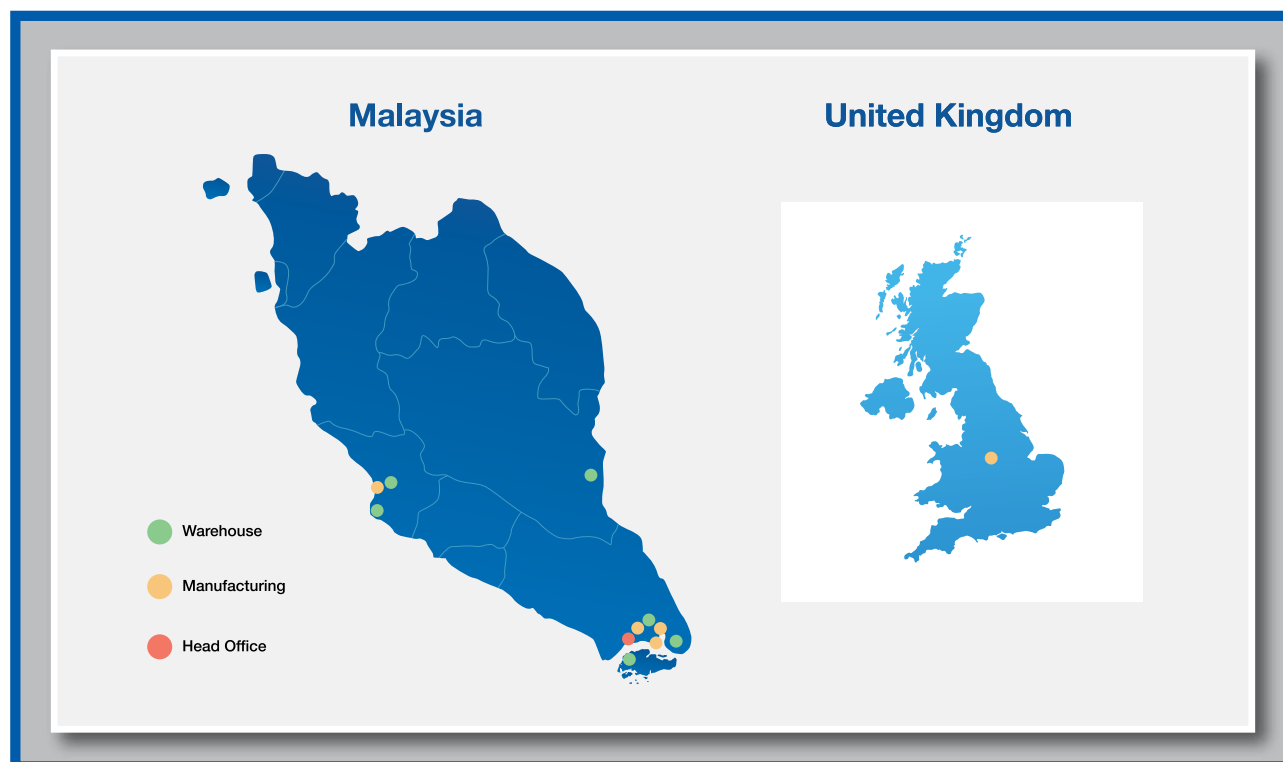 Malaysia
United Kingdom
Warehouse
Manufacturing
Head Office